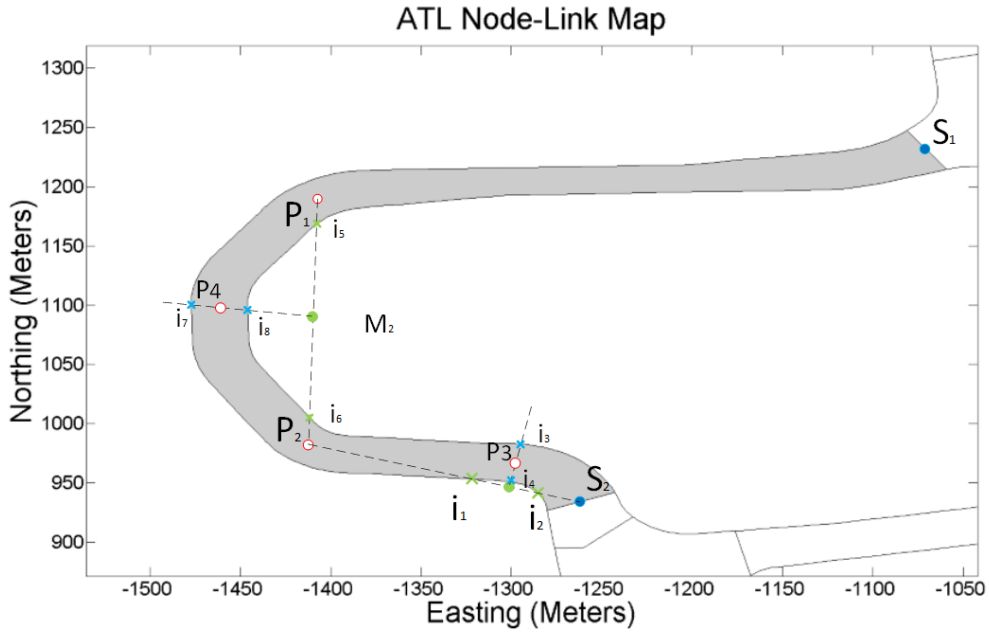 ATL Node-Link Map
1300
1250
1200
1150
1100
1050
1000
950
900
Northing (Meters)
S1
P1
i5
P4
i7
i8
M2
i6
P2
i3
P3
i4
S2
i1
i2
-1500
-1450
-1400
-1350
-1300
-1250
-1200
-1150
-1100
-1050
Easting (Meters)